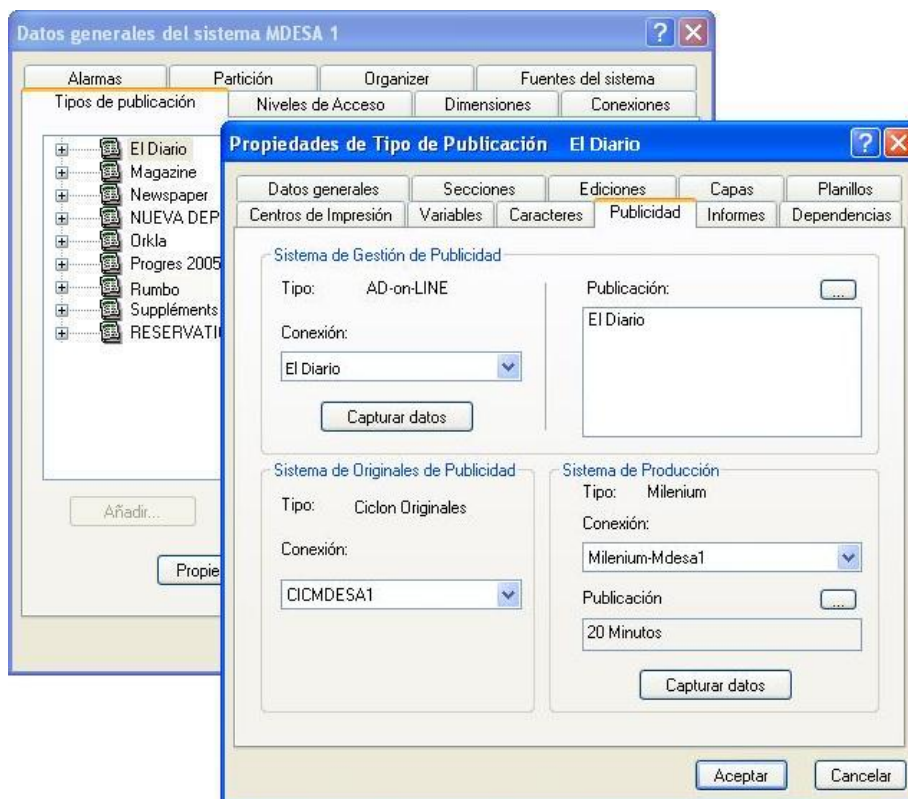 Datos generales del sistema MDESA 1
Alarmas
Partición
Organizer
Fuentes del sistema
Tipos de publicación
Niveles de Acceso
Dimensiones
Conexiones
El Diario
Magazine
Newspaper
NUEVA DEP
Orkla
Progres 2005
Rumbo
Suppléments
RESERVATI
Añadir...
Propie
Propiedades de Tipo de Publicación El Diario
Datos generales
Secciones
Ediciones
Capas
Planillos
Centros de Impresión
Variables
Caracteres
Publicidad
Informes
Dependencias
Sistema de Gestión de Publicidad
Tipo: AD-on-LINE
Conexión:
El Diario
Capturar datos
Publicación:
...
El Diario
Sistema de Originales de Publicidad
Tipo: Ciclon Originales
Conexión:
CICMDESA1
Sistema de Producción
Tipo: Milenium
Conexión:
Milenium-Mdesa1
Publicación
...
20 Minutos
Capturar datos
Aceptar
Cancelar